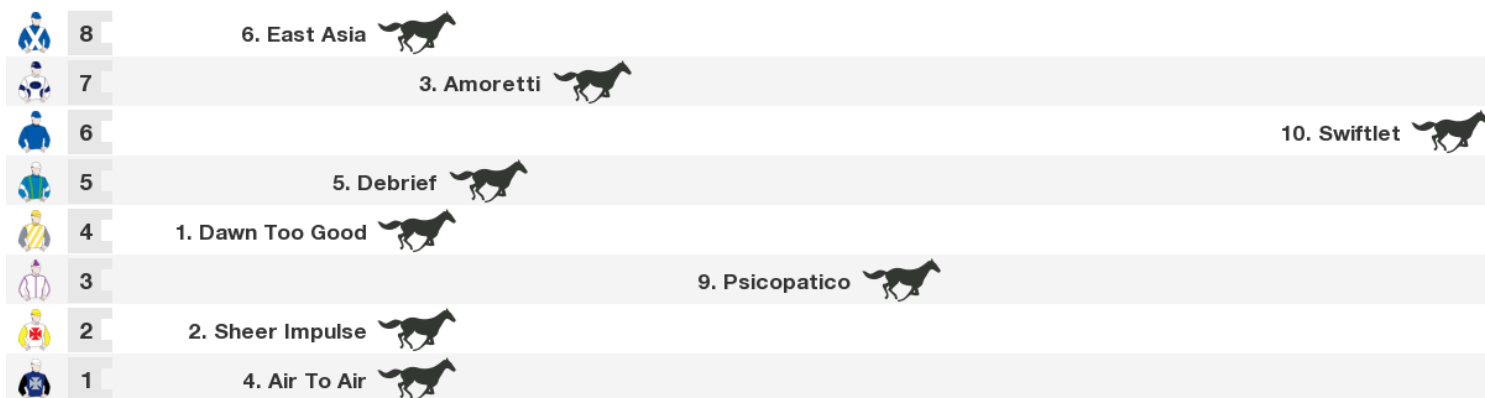 8 6. East Asia
7 3. Amoretti
6 10. Swiftlet
5 5. Debrief
4 1. Dawn Too Good
3 9. Psicopatico
2 2. Sheer Impulse
1 4. Air To Air